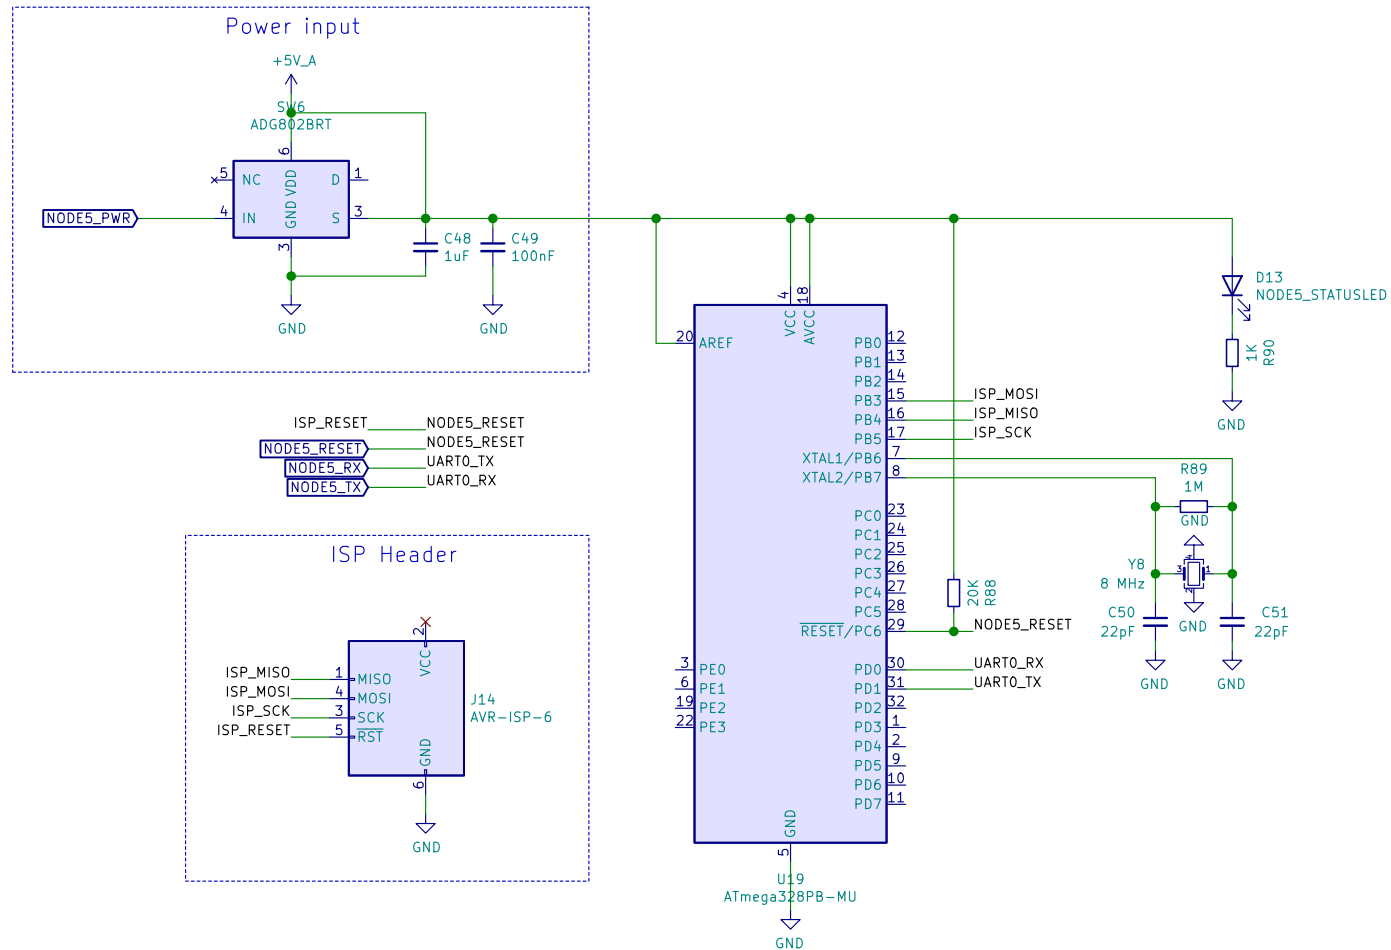 Power input
+5V_A
SW6
ADG802BRT
6
5
NC
VDD
D
1
NODE5_PWR
4
IN
GND
S
3
3
C48
1uF
C49
100nF
GND
GND
ISP_RESET
NODE5_RESET
NODE5_RESET
NODE5_RESET
NODE5_RX
UART0_TX
NODE5_TX
UART0_RX
ISP Header
2
VCC
ISP_MISO
1
MISO
ISP_MOSI
4
MOSI
ISP_SCK
3
SCK
ISP_RESET
5
RST
GND
6
J14
AVR-ISP-6
GND
4
18
VCC
AVCC
20
AREF
3
PE0
6
PE1
19
PE2
22
PE3
PB0
12
PB1
13
PB2
14
PB3
15
ISP_MOSI
PB4
16
ISP_MISO
PB5
17
ISP_SCK
XTAL1/PB6
7
XTAL2/PB7
8
PC0
23
PC1
24
PC2
25
PC3
26
PC4
27
PC5
28
RESET/PC6
29
NODE5_RESET
PD0
30
UART0_RX
PD1
31
UART0_TX
PD2
32
PD3
1
PD4
2
PD5
9
PD6
10
PD7
11
GND
5
U19
ATmega328PB-MU
GND
20K
R88
D13
NODE5_STATUSLED
1K
R90
GND
R89
1M
GND
Y8
8 MHz
4
3
1
2
GND
C50
22pF
C51
22pF
GND
GND